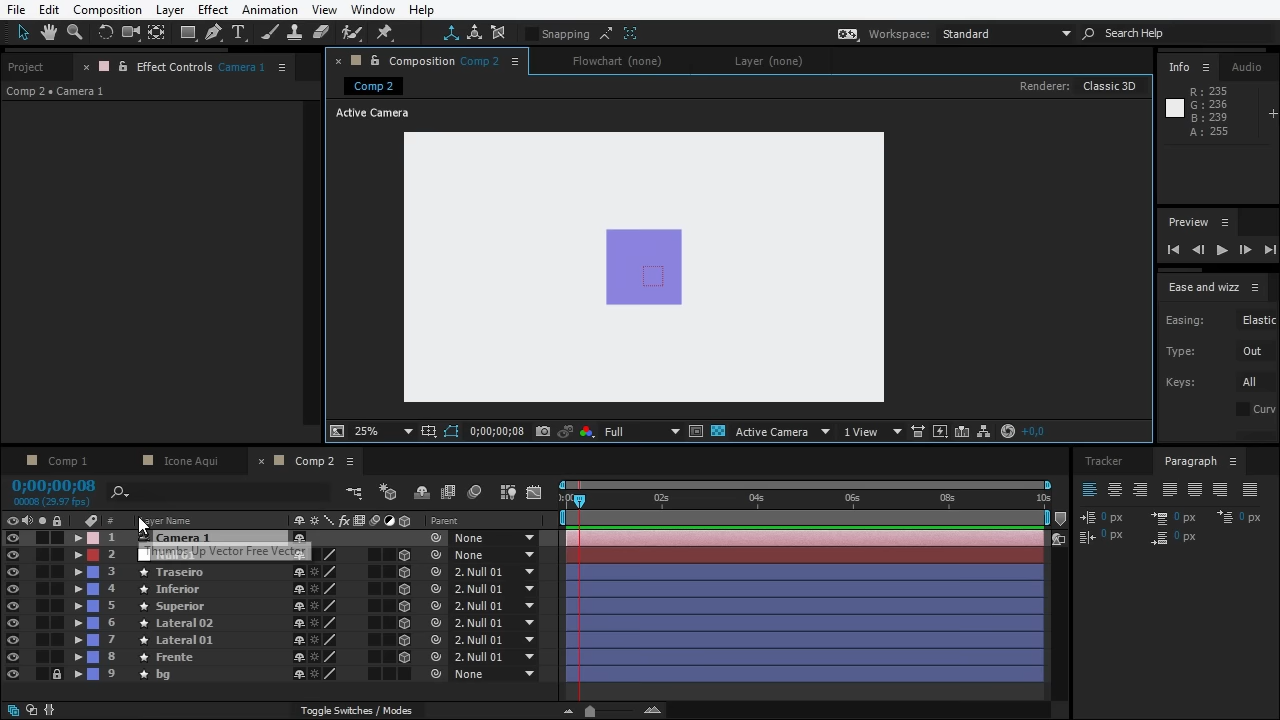 File Edit Composition Layer Effect Animation View Window Help
Snapping Workspace: Standard Search Help
Project Effect Controls Camera 1 Composition Comp 2 Flowchart (none) Layer (none) Info Audio
Comp 2 • Camera 1 Comp 2 Renderer: Classic 3D
R : 235
G : 236
B : 239
A : 255
Active Camera
Preview
Ease and wizz
Easing: Elastic
Type: Out
Keys: All
Curv
25% 0;00;00;08 Full Active Camera 1 View +0,0
Comp 1 Icone Aqui Comp 2 Tracker Paragraph
0;00;00;08
00008 (29.97 fps)
02s 04s 06s 08s 10s
# Layer Name Parent
1 Camera 1 None
Thumbs Up Vector Free Vector
2 Null 01 None
3 Traseiro 2. Null 01
4 Inferior 2. Null 01
5 Superior 2. Null 01
6 Lateral 02 2. Null 01
7 Lateral 01 2. Null 01
8 Frente 2. Null 01
9 bg None
0 px 0 px 0 px
0 px 0 px
Toggle Switches / Modes